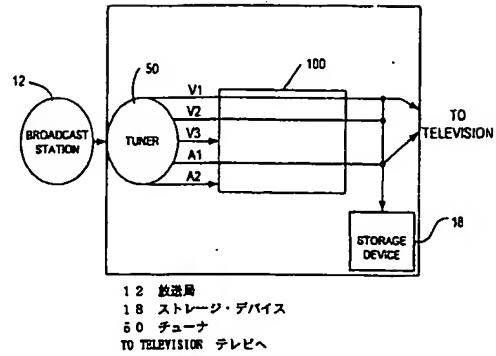 12
50
100
V1
V2
V3
A1
A2
BROADCAST
STATION
TUNER
TO
TELEVISION
STORAGE
DEVICE
18
12 放送局
18 ストレージ・デバイス
50 チューナ
TO TELEVISION テレビへ